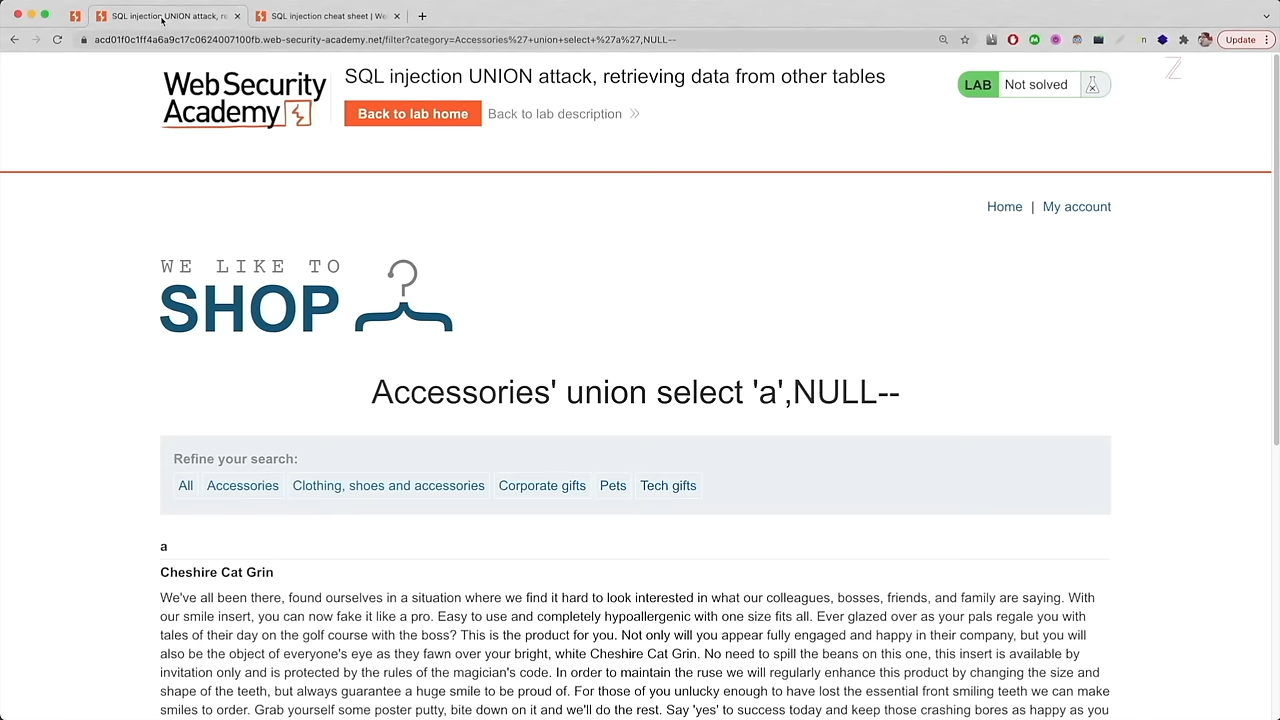 SQL injection UNION attack, re
SQL injection cheat sheet | We
acd01f0c1ff4a6a9c17c0624007100fb.web-security-academy.net/filter?category=Accessories%27+union+select+%27a%27,NULL--
Update
Web Security
Academy
SQL injection UNION attack, retrieving data from other tables
Back to lab home
Back to lab description
LAB
Not solved
Home | My account
WE LIKE TO
SHOP
Accessories' union select 'a',NULL--
Refine your search:
All
Accessories
Clothing, shoes and accessories
Corporate gifts
Pets
Tech gifts
a
Cheshire Cat Grin
We've all been there, found ourselves in a situation where we find it hard to look interested in what our colleagues, bosses, friends, and family are saying. With
our smile insert, you can now fake it like a pro. Easy to use and completely hypoallergenic with one size fits all. Ever glazed over as your pals regale you with
tales of their day on the golf course with the boss? This is the product for you. Not only will you appear fully engaged and happy in their company, but you will
also be the object of everyone's eye as they fawn over your bright, white Cheshire Cat Grin. No need to spill the beans on this one, this insert is available by
invitation only and is protected by the rules of the magician's code. In order to maintain the ruse we will regularly enhance this product by changing the size and
shape of the teeth, but always guarantee a huge smile to be proud of. For those of you unlucky enough to have lost the essential front smiling teeth we can make
smiles to order. Grab yourself some poster putty, bite down on it and we'll do the rest. Say 'yes' to success today and keep those crashing bores as happy as you